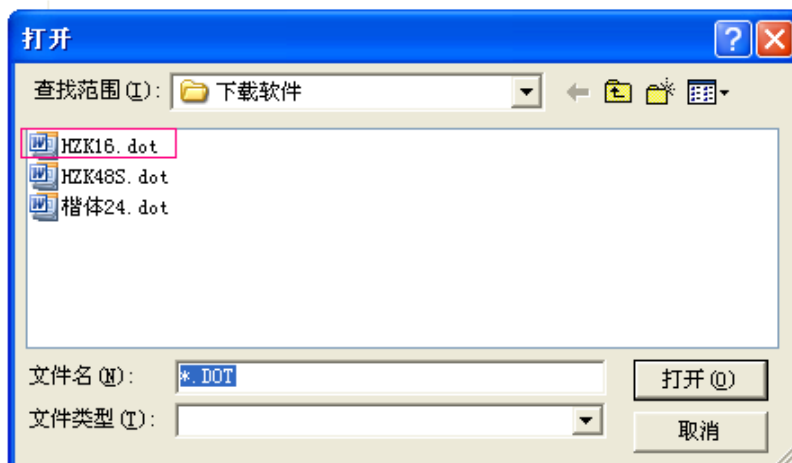 打开
查找范围(I): 下载软件
HZK16.dot
HZK48S.dot
楷体24.dot
文件名(N): *.DOT 打开(O)
文件类型(T): 取消